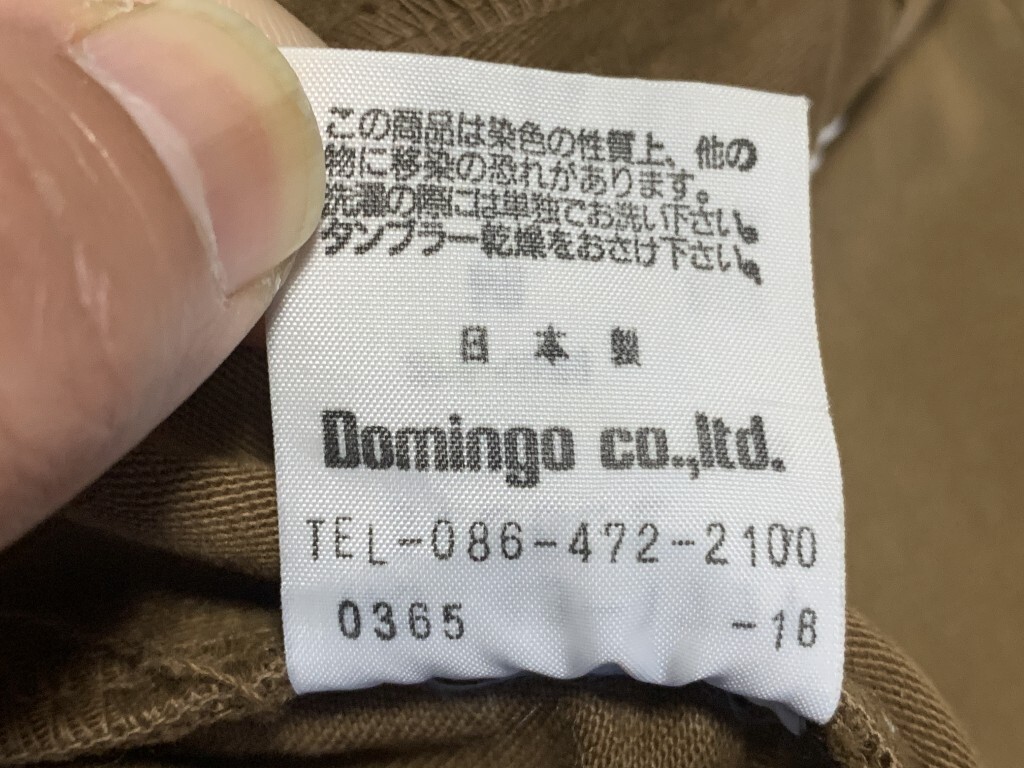 この商品は染色の性質上、他の
物に移染の恐れがあります。
洗濯の際には単独でお洗い下さい。
タンブラー乾燥をおさけ下さい。
日本製
Domingo co.,ltd.
TEL-086-472-2100
0365 -18